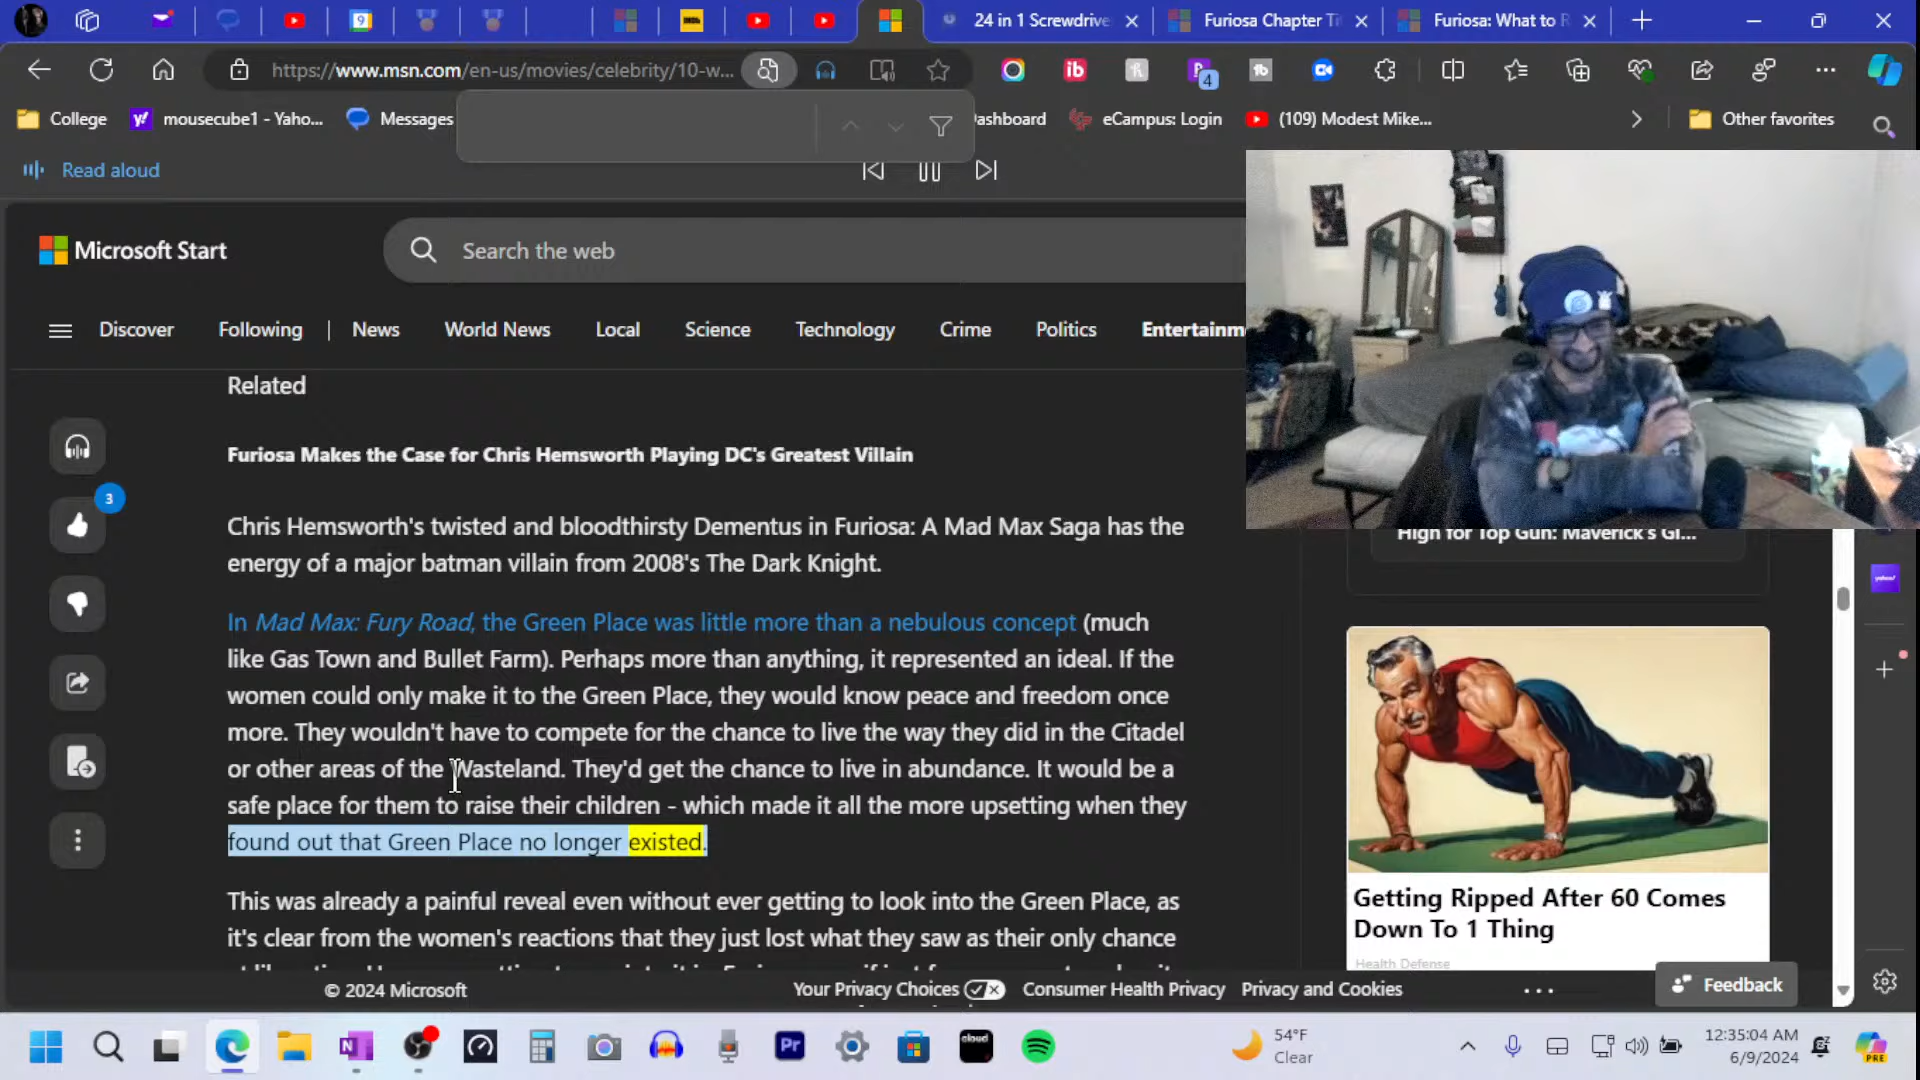 9
24 in 1 Screwdrive
Furiosa Chapter Ti
Furiosa: What to R
https://www.msn.com/en-us/movies/celebrity/10-w...
4
College
mousecube1 - Yaho...
Messages
Dashboard
eCampus: Login
(109) Modest Mike...
Other favorites
Read aloud
Microsoft Start
Search the web
Discover
Following
News
World News
Local
Science
Technology
Crime
Politics
Entertainm
Related
Furiosa Makes the Case for Chris Hemsworth Playing DC's Greatest Villain
3
Chris Hemsworth's twisted and bloodthirsty Dementus in Furiosa: A Mad Max Saga has the
energy of a major batman villain from 2008's The Dark Knight.
In Mad Max: Fury Road, the Green Place was little more than a nebulous concept (much
like Gas Town and Bullet Farm). Perhaps more than anything, it represented an ideal. If the
women could only make it to the Green Place, they would know peace and freedom once
more. They wouldn't have to compete for the chance to live the way they did in the Citadel
or other areas of the Wasteland. They'd get the chance to live in abundance. It would be a
safe place for them to raise their children - which made it all the more upsetting when they
found out that Green Place no longer existed.
This was already a painful reveal even without ever getting to look into the Green Place, as
it's clear from the women's reactions that they just lost what they saw as their only chance
High for Top Gun: Maverick's Gl...
Getting Ripped After 60 Comes
Down To 1 Thing
Health Defense
© 2024 Microsoft
Your Privacy Choices
Consumer Health Privacy
Privacy and Cookies
Feedback
54°F
Clear
12:35:04 AM
6/9/2024